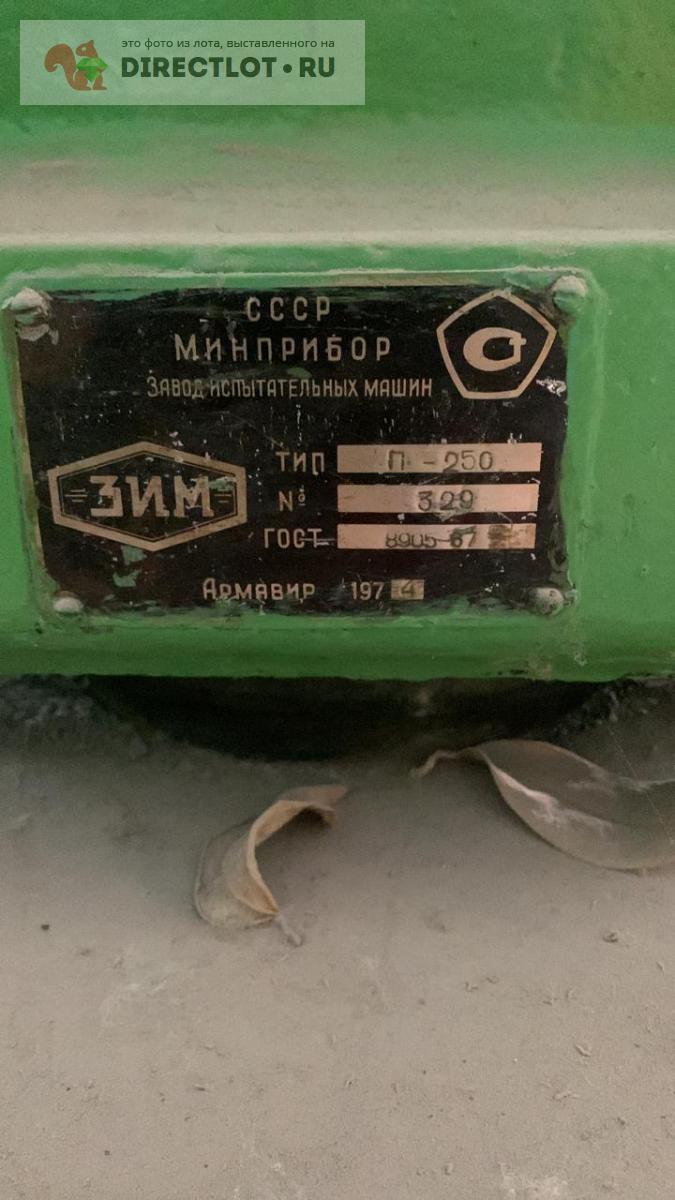 это фото из лота, выставленного на
DIRECTLOT•RU
СССР
МИНПРИБОР
ЗАВОД ИСПЫТАТЕЛЬНЫХ МАШИН
ЗИМ
ТИП П-250
№ 329
ГОСТ 8905-67
Армавир 1974